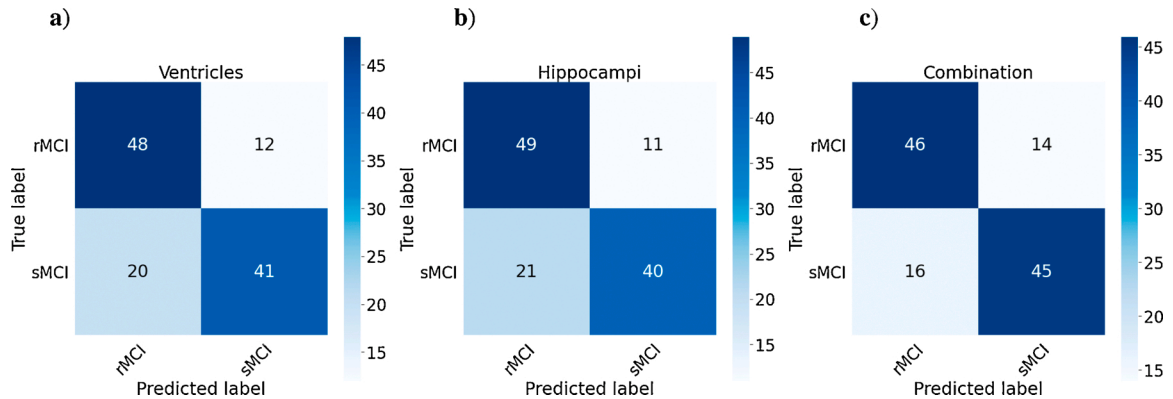 a)
Ventricles
True label
rMCI
sMCI
48
12
20
41
rMCI
sMCI
Predicted label
45
40
35
30
25
20
15
b)
Hippocampi
True label
rMCI
sMCI
49
11
21
40
rMCI
sMCI
Predicted label
45
40
35
30
25
20
15
c)
Combination
True label
rMCI
sMCI
46
14
16
45
rMCI
sMCI
Predicted label
45
40
35
30
25
20
15